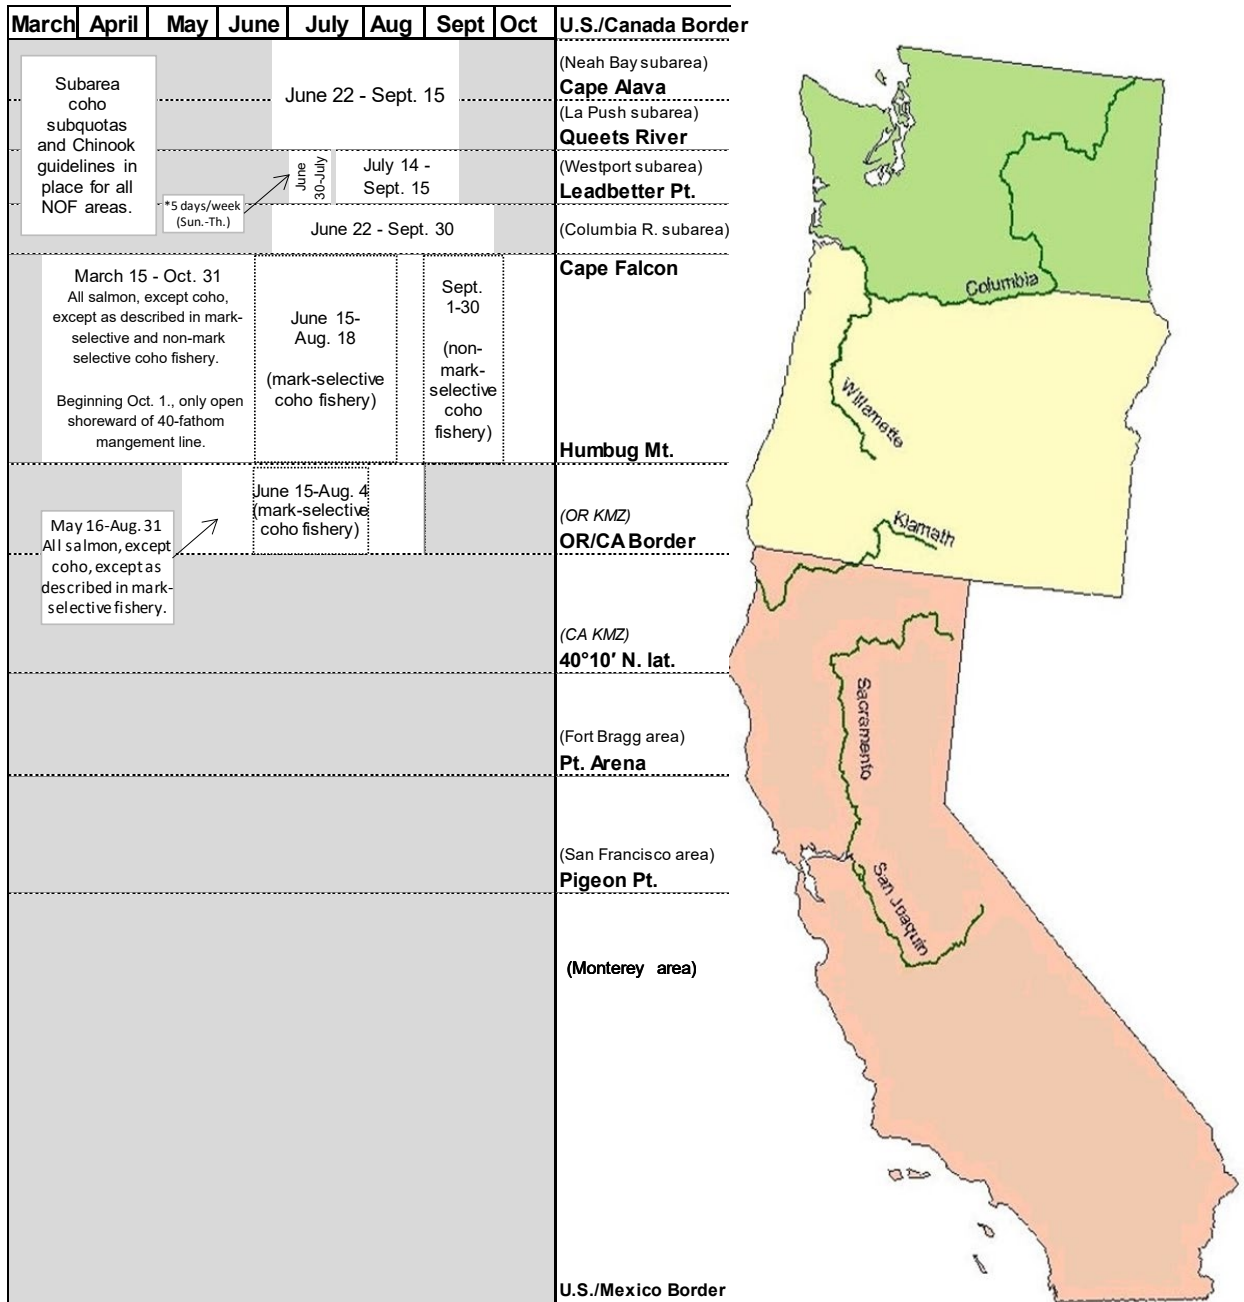 March April May June July Aug Sept Oct U.S./Canada Border
Subarea
coho
subquotas
and Chinook
guidelines in
place for all
NOF areas.
June 22 - Sept. 15
(Neah Bay subarea)
Cape Alava
(La Push subarea)
Queets River
*5 days/week
(Sun.-Th.)
June
30-July
July 14 -
Sept. 15
(Westport subarea)
Leadbetter Pt.
June 22 - Sept. 30
(Columbia R. subarea)
Cape Falcon
March 15 - Oct. 31
All salmon, except coho,
except as described in mark-
selective and non-mark
selective coho fishery.
Beginning Oct. 1., only open
shoreward of 40-fathom
mangement line.
June 15-
Aug. 18
(mark-selective
coho fishery)
Sept.
1-30
(non-
mark-
selective
coho
fishery)
Humbug Mt.
May 16-Aug. 31
All salmon, except
coho, except as
described in mark-
selective fishery.
June 15-Aug. 4
(mark-selective
coho fishery)
(OR KMZ)
OR/CA Border
(CA KMZ)
40°10′ N. lat.
(Fort Bragg area)
Pt. Arena
(San Francisco area)
Pigeon Pt.
(Monterey area)
U.S./Mexico Border
Columbia
Willamette
Klamath
Sacramento
San Joaquin